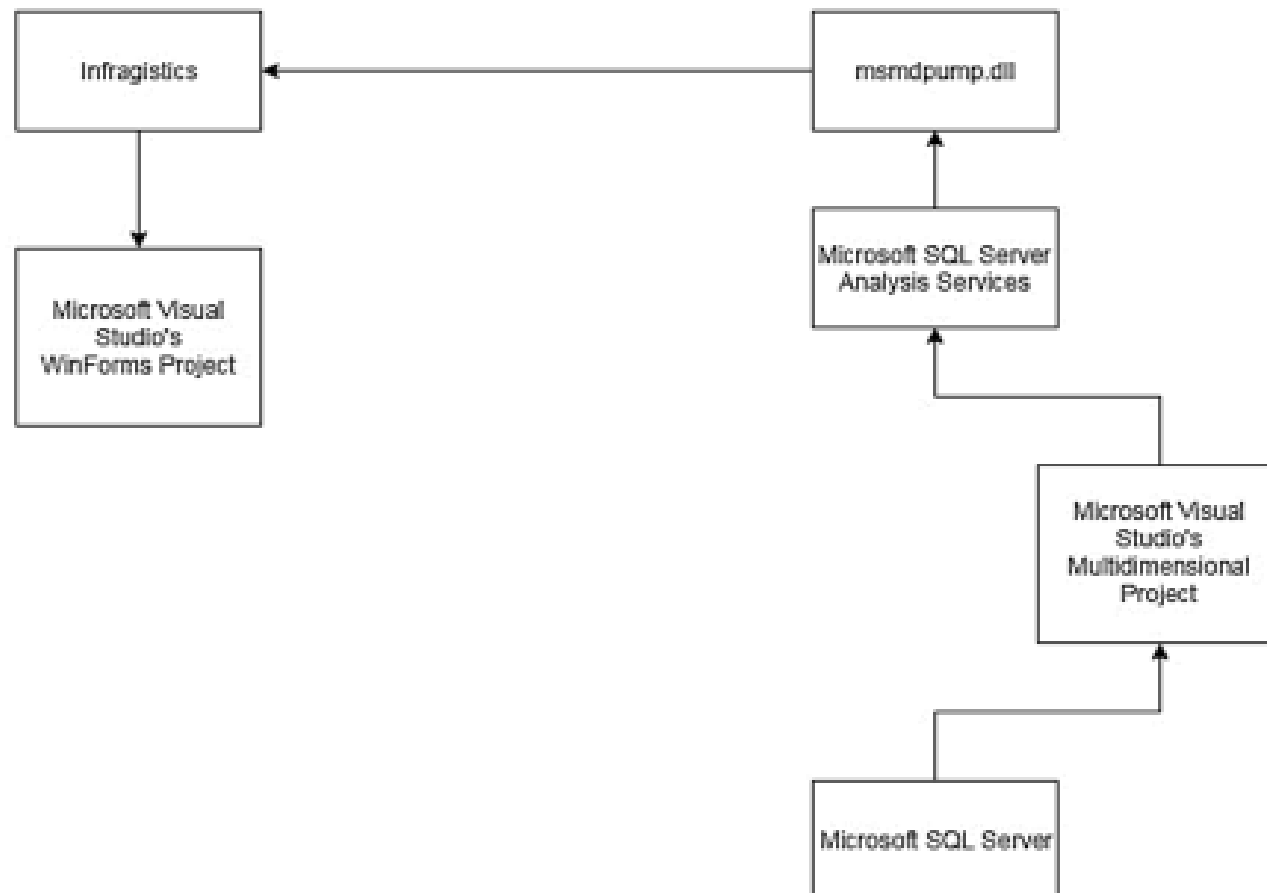 Infragistics
msmdpump.dll
Microsoft SQL Server
Analysis Services
Microsoft Visual
Studio's
WinForms Project
Microsoft Visual
Studio's
Multidimensional
Project
Microsoft SQL Server